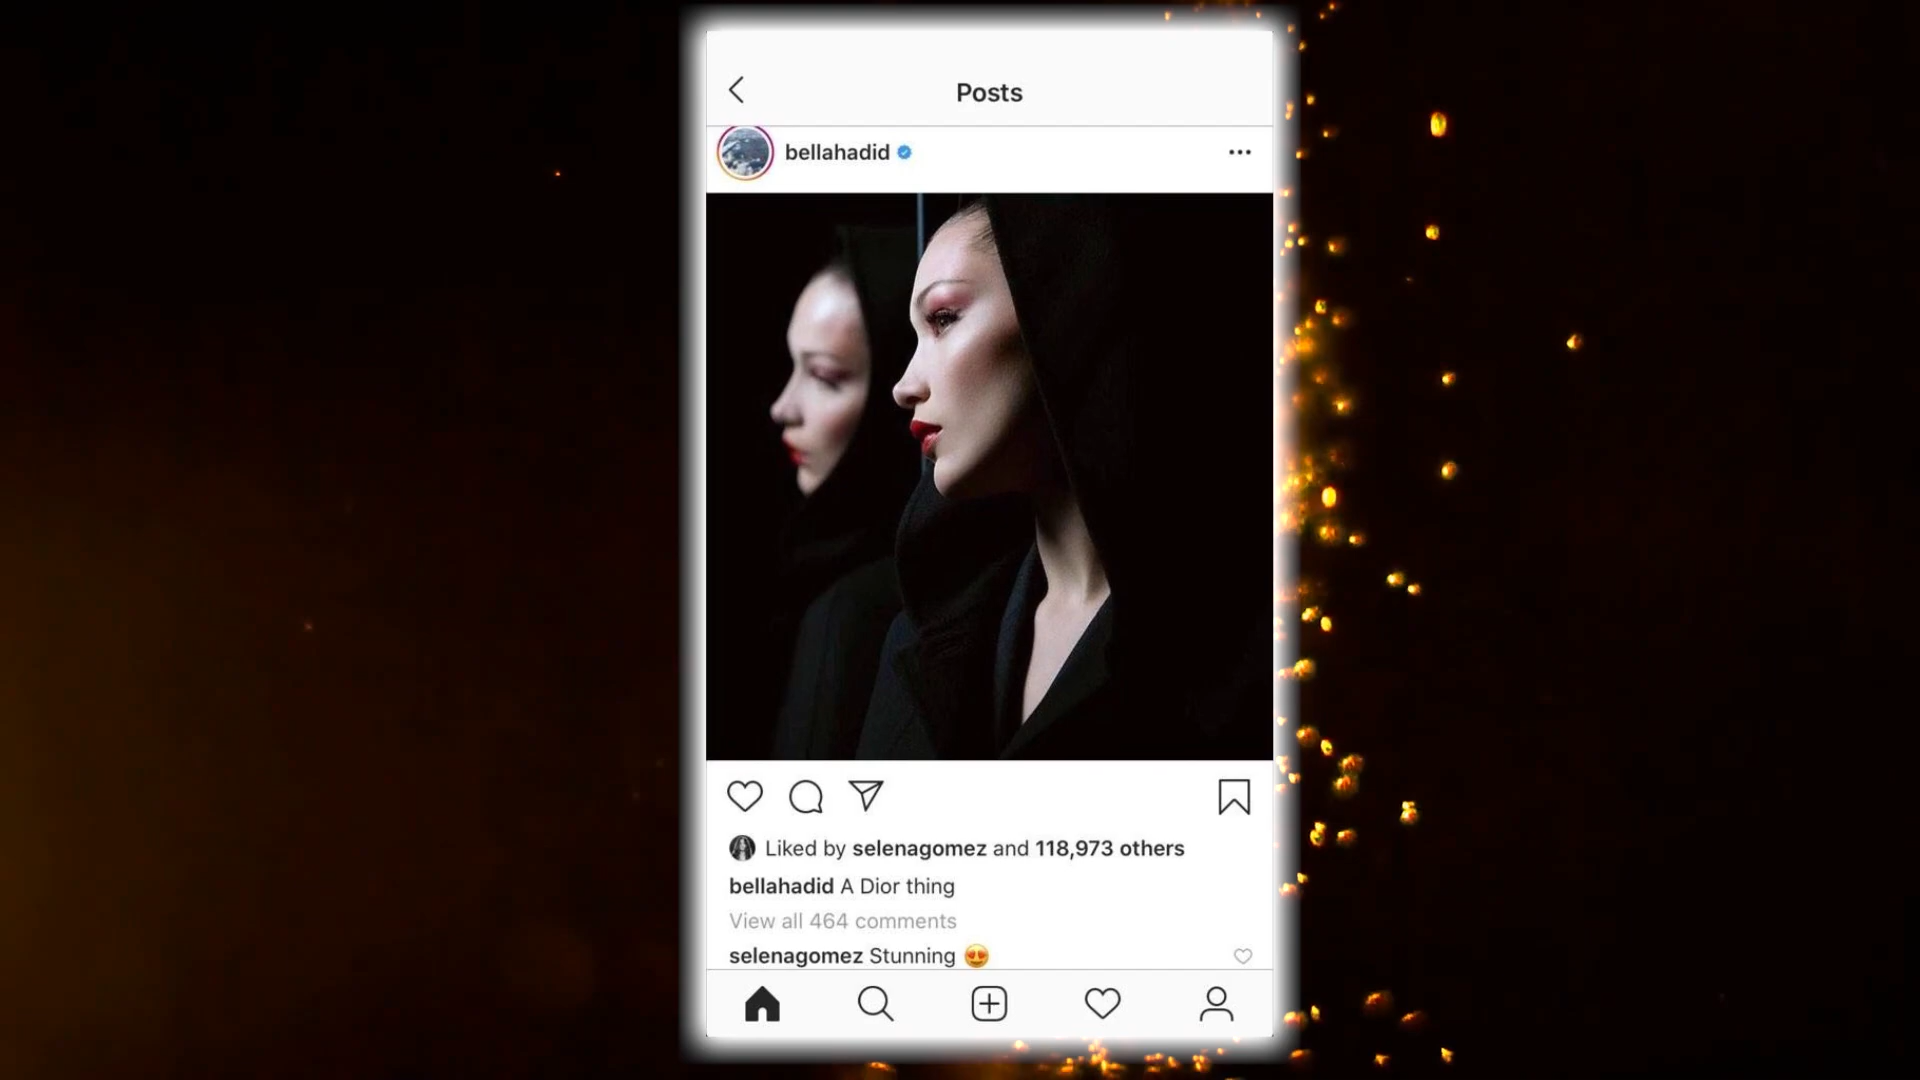 Posts
bellahadid
Liked by selenagomez and 118,973 others
bellahadid A Dior thing
View all 464 comments
selenagomez Stunning 😍